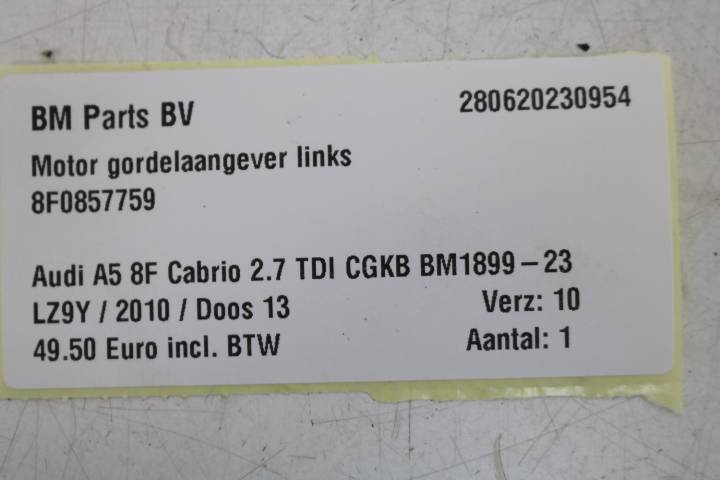 BM Parts BV 280620230954
Motor gordelaangever links
8F0857759
Audi A5 8F Cabrio 2.7 TDI CGKB BM1899-23
LZ9Y / 2010 / Doos 13 Verz: 10
49.50 Euro incl. BTW Aantal: 1